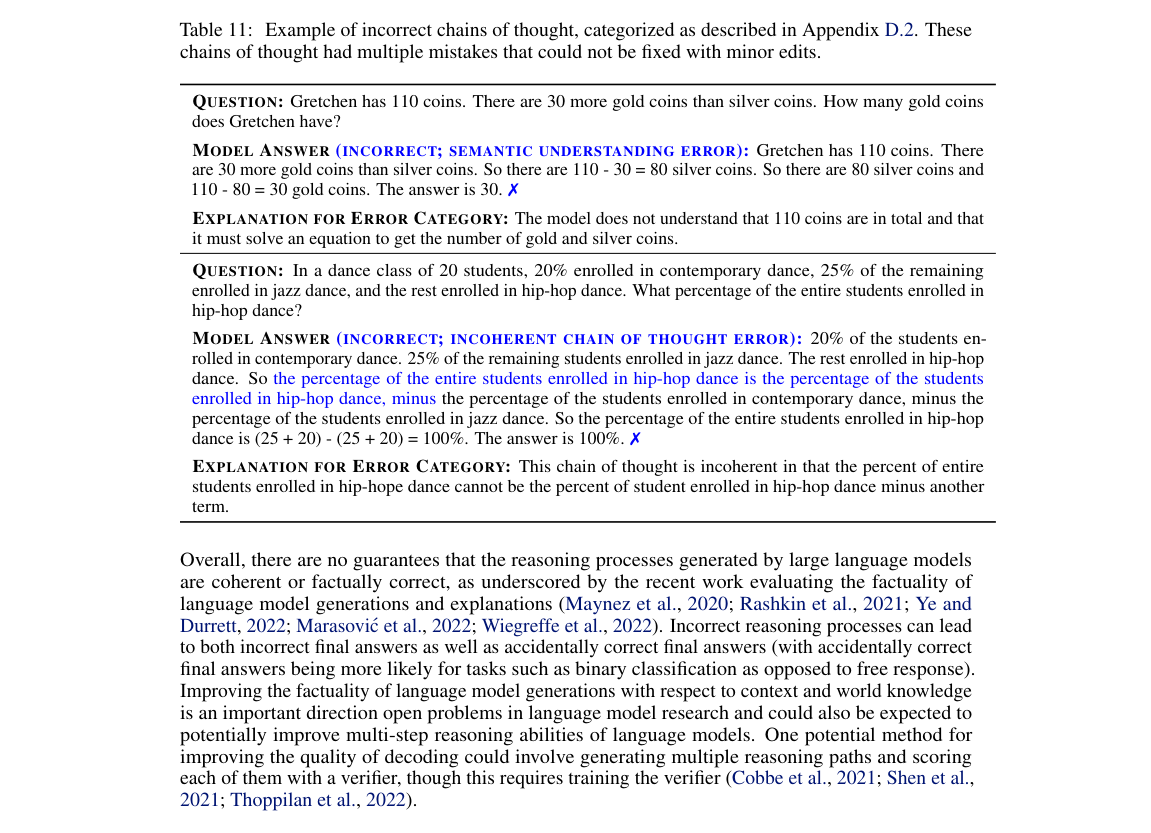 Table 11: Example of incorrect chains of thought, categorized as described in Appendix D.2. These
chains of thought had multiple mistakes that could not be fixed with minor edits.
QUESTION: Gretchen has 110 coins. There are 30 more gold coins than silver coins. How many gold coins
does Gretchen have?
MODEL ANSWER (INCORRECT; SEMANTIC UNDERSTANDING ERROR): Gretchen has 110 coins. There
are 30 more gold coins than silver coins. So there are 110 - 30 = 80 silver coins. So there are 80 silver coins and
110 - 80 = 30 gold coins. The answer is 30. ✗
EXPLANATION FOR ERROR CATEGORY: The model does not understand that 110 coins are in total and that
it must solve an equation to get the number of gold and silver coins.
QUESTION: In a dance class of 20 students, 20% enrolled in contemporary dance, 25% of the remaining
enrolled in jazz dance, and the rest enrolled in hip-hop dance. What percentage of the entire students enrolled in
hip-hop dance?
MODEL ANSWER (INCORRECT; INCOHERENT CHAIN OF THOUGHT ERROR): 20% of the students en-
rolled in contemporary dance. 25% of the remaining students enrolled in jazz dance. The rest enrolled in hip-hop
dance. So the percentage of the entire students enrolled in hip-hop dance is the percentage of the students
enrolled in hip-hop dance, minus the percentage of the students enrolled in contemporary dance, minus the
percentage of the students enrolled in jazz dance. So the percentage of the entire students enrolled in hip-hop
dance is (25 + 20) - (25 + 20) = 100%. The answer is 100%. ✗
EXPLANATION FOR ERROR CATEGORY: This chain of thought is incoherent in that the percent of entire
students enrolled in hip-hope dance cannot be the percent of student enrolled in hip-hop dance minus another
term.
Overall, there are no guarantees that the reasoning processes generated by large language models
are coherent or factually correct, as underscored by the recent work evaluating the factuality of
language model generations and explanations (Maynez et al., 2020; Rashkin et al., 2021; Ye and
Durrett, 2022; Marasović et al., 2022; Wiegreffe et al., 2022). Incorrect reasoning processes can lead
to both incorrect final answers as well as accidentally correct final answers (with accidentally correct
final answers being more likely for tasks such as binary classification as opposed to free response).
Improving the factuality of language model generations with respect to context and world knowledge
is an important direction open problems in language model research and could also be expected to
potentially improve multi-step reasoning abilities of language models. One potential method for
improving the quality of decoding could involve generating multiple reasoning paths and scoring
each of them with a verifier, though this requires training the verifier (Cobbe et al., 2021; Shen et al.,
2021; Thoppilan et al., 2022).